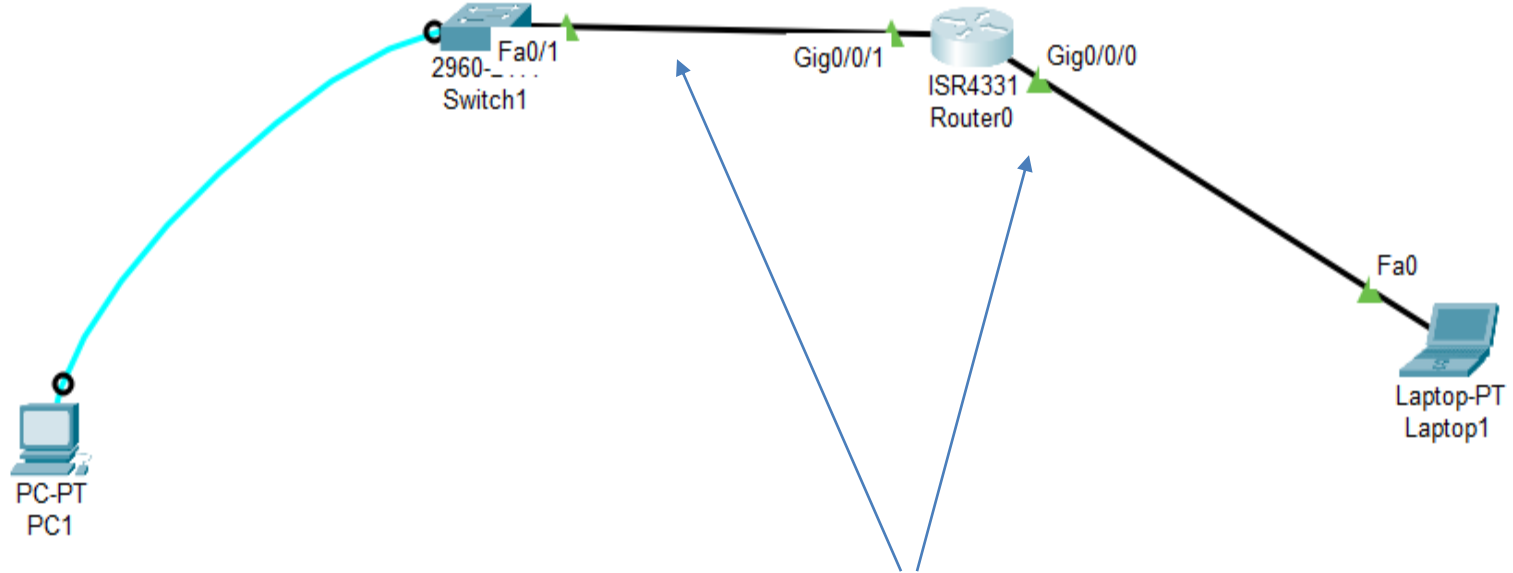 Fa0/1
2960-
Switch1
Gig0/0/1
Gig0/0/0
ISR4331
Router0
Fa0
Laptop-PT
Laptop1
PC-PT
PC1